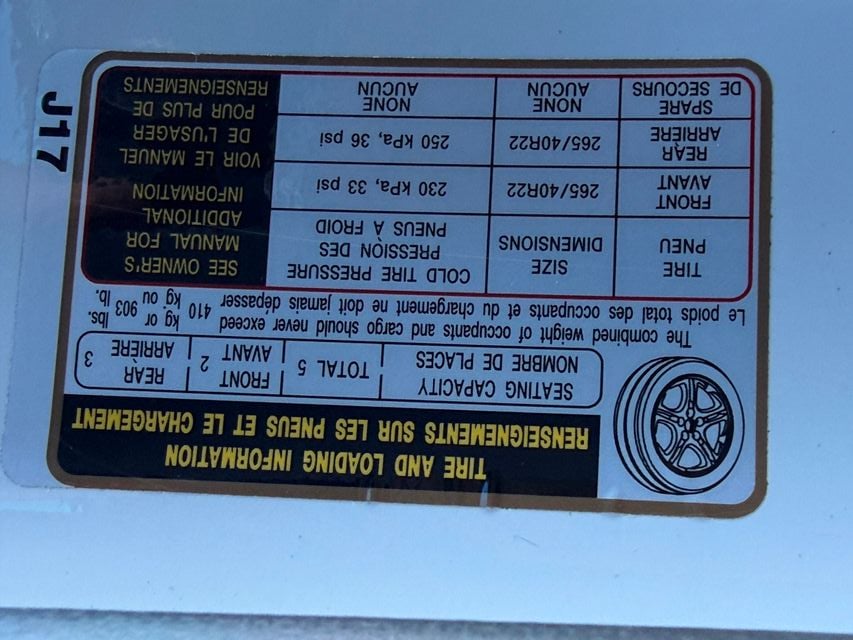 TIRE AND LOADING INFORMATION
RENSEIGNEMENTS SUR LES PNEUS ET LE CHARGEMENT
SEATING CAPACITY
NOMBRE DE PLACES
TOTAL 5
FRONT
AVANT 2
REAR
ARRIÈRE 3
The combined weight of occupants and cargo should never exceed
Le poids total des occupants et du chargement ne doit jamais dépasser
410 kg or 903 lbs.
kg ou lb.
TIRE
PNEU
SIZE
DIMENSIONS
COLD TIRE PRESSURE
PRESSION DES
PNEUS À FROID
FRONT
AVANT
265/40R22
230 kPa, 33 psi
REAR
ARRIÈRE
265/40R22
250 kPa, 36 psi
SPARE
DE SECOURS
NONE
AUCUN
NONE
AUCUN
SEE OWNER'S
MANUAL FOR
ADDITIONAL
INFORMATION
VOIR LE MANUEL
DE L'USAGER
POUR PLUS DE
RENSEIGNEMENTS
J17